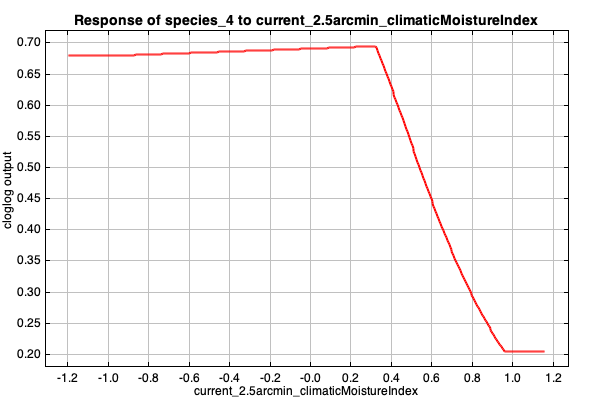 Response of species_4 to current_2.5arcmin_climaticMoistureIndex
cloglog output
0.70
0.65
0.60
0.55
0.50
0.45
0.40
0.35
0.30
0.25
0.20
-1.2 -1.0 -0.8 -0.6 -0.4 -0.2 -0.0 0.2 0.4 0.6 0.8 1.0 1.2
current_2.5arcmin_climaticMoistureIndex